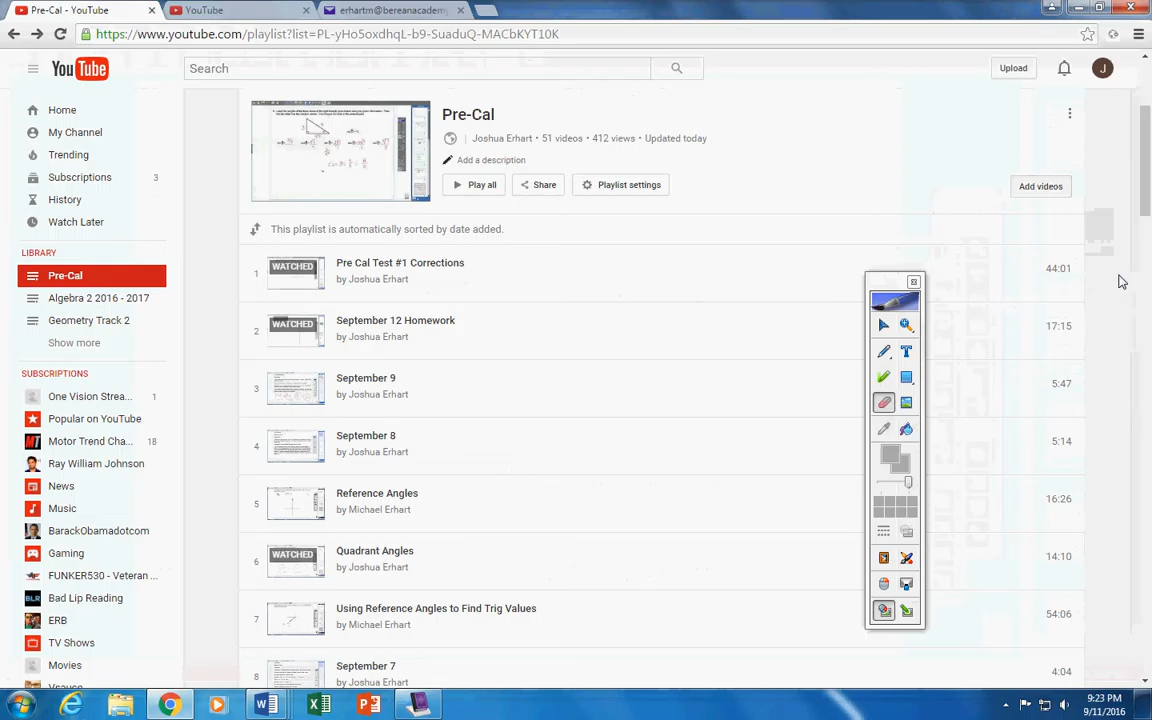 Pre-Cal - YouTube
YouTube
erhartm@bereanacadem
https://www.youtube.com/playlist?list=PL-yHo5oxdhqL-b9-SuaduQ-MACbKYT10K
YouTube
Search
Upload
J
Home
My Channel
Trending
Subscriptions 3
History
Watch Later
LIBRARY
Pre-Cal
Algebra 2 2016 - 2017
Geometry Track 2
Show more
SUBSCRIPTIONS
One Vision Strea... 1
Popular on YouTube
Motor Trend Cha... 18
Ray William Johnson
News
Music
BarackObamadotcom
Gaming
FUNKER530 - Veteran ...
Bad Lip Reading
ERB
TV Shows
Movies
Pre-Cal
Joshua Erhart • 51 videos • 412 views • Updated today
Add a description
Play all
Share
Playlist settings
Add videos
This playlist is automatically sorted by date added.
1 WATCHED Pre Cal Test #1 Corrections 44:01
by Joshua Erhart
2 WATCHED September 12 Homework 17:15
by Joshua Erhart
3 September 9 5:47
by Joshua Erhart
4 September 8 5:14
by Joshua Erhart
5 Reference Angles 16:26
by Michael Erhart
6 WATCHED Quadrant Angles 14:10
by Joshua Erhart
7 Using Reference Angles to Find Trig Values 54:06
by Michael Erhart
8 September 7 4:04
by Joshua Erhart
9:23 PM
9/11/2016